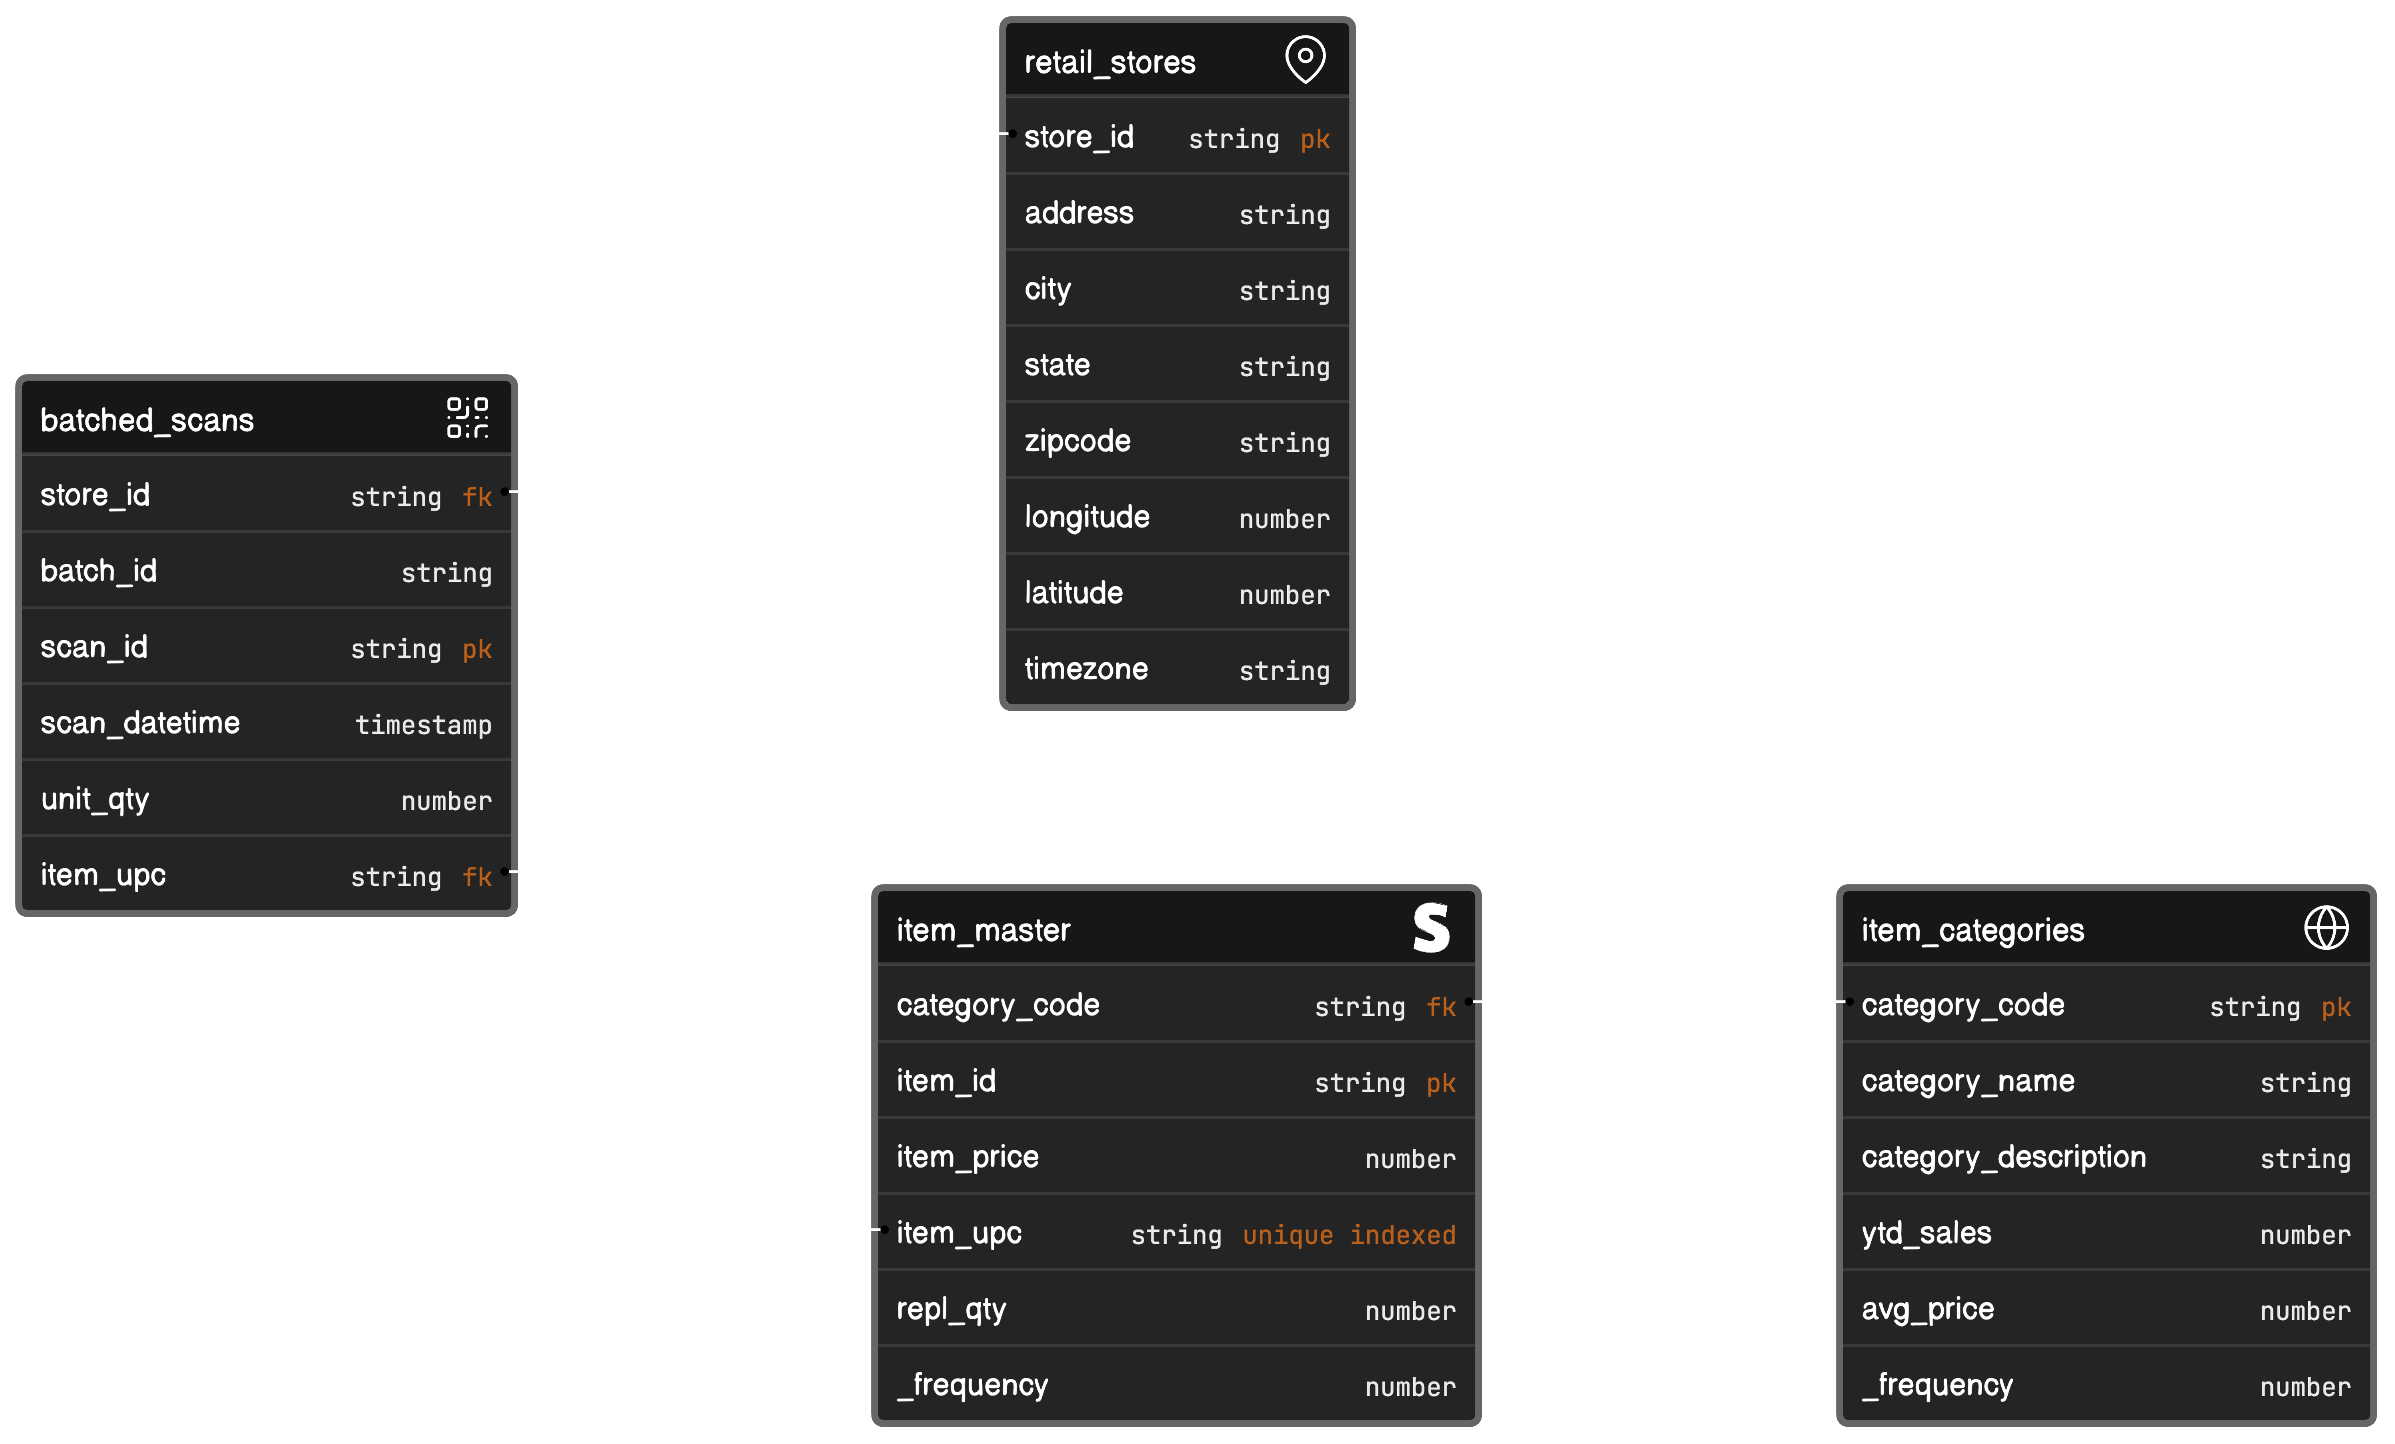 retail_stores
store_id string pk
address string
city string
state string
zipcode string
longitude number
latitude number
timezone string
batched_scans
store_id string fk
batch_id string
scan_id string pk
scan_datetime timestamp
unit_qty number
item_upc string fk
item_master S
category_code string fk
item_id string pk
item_price number
item_upc string unique indexed
repl_qty number
_frequency number
item_categories
category_code string pk
category_name string
category_description string
ytd_sales number
avg_price number
_frequency number